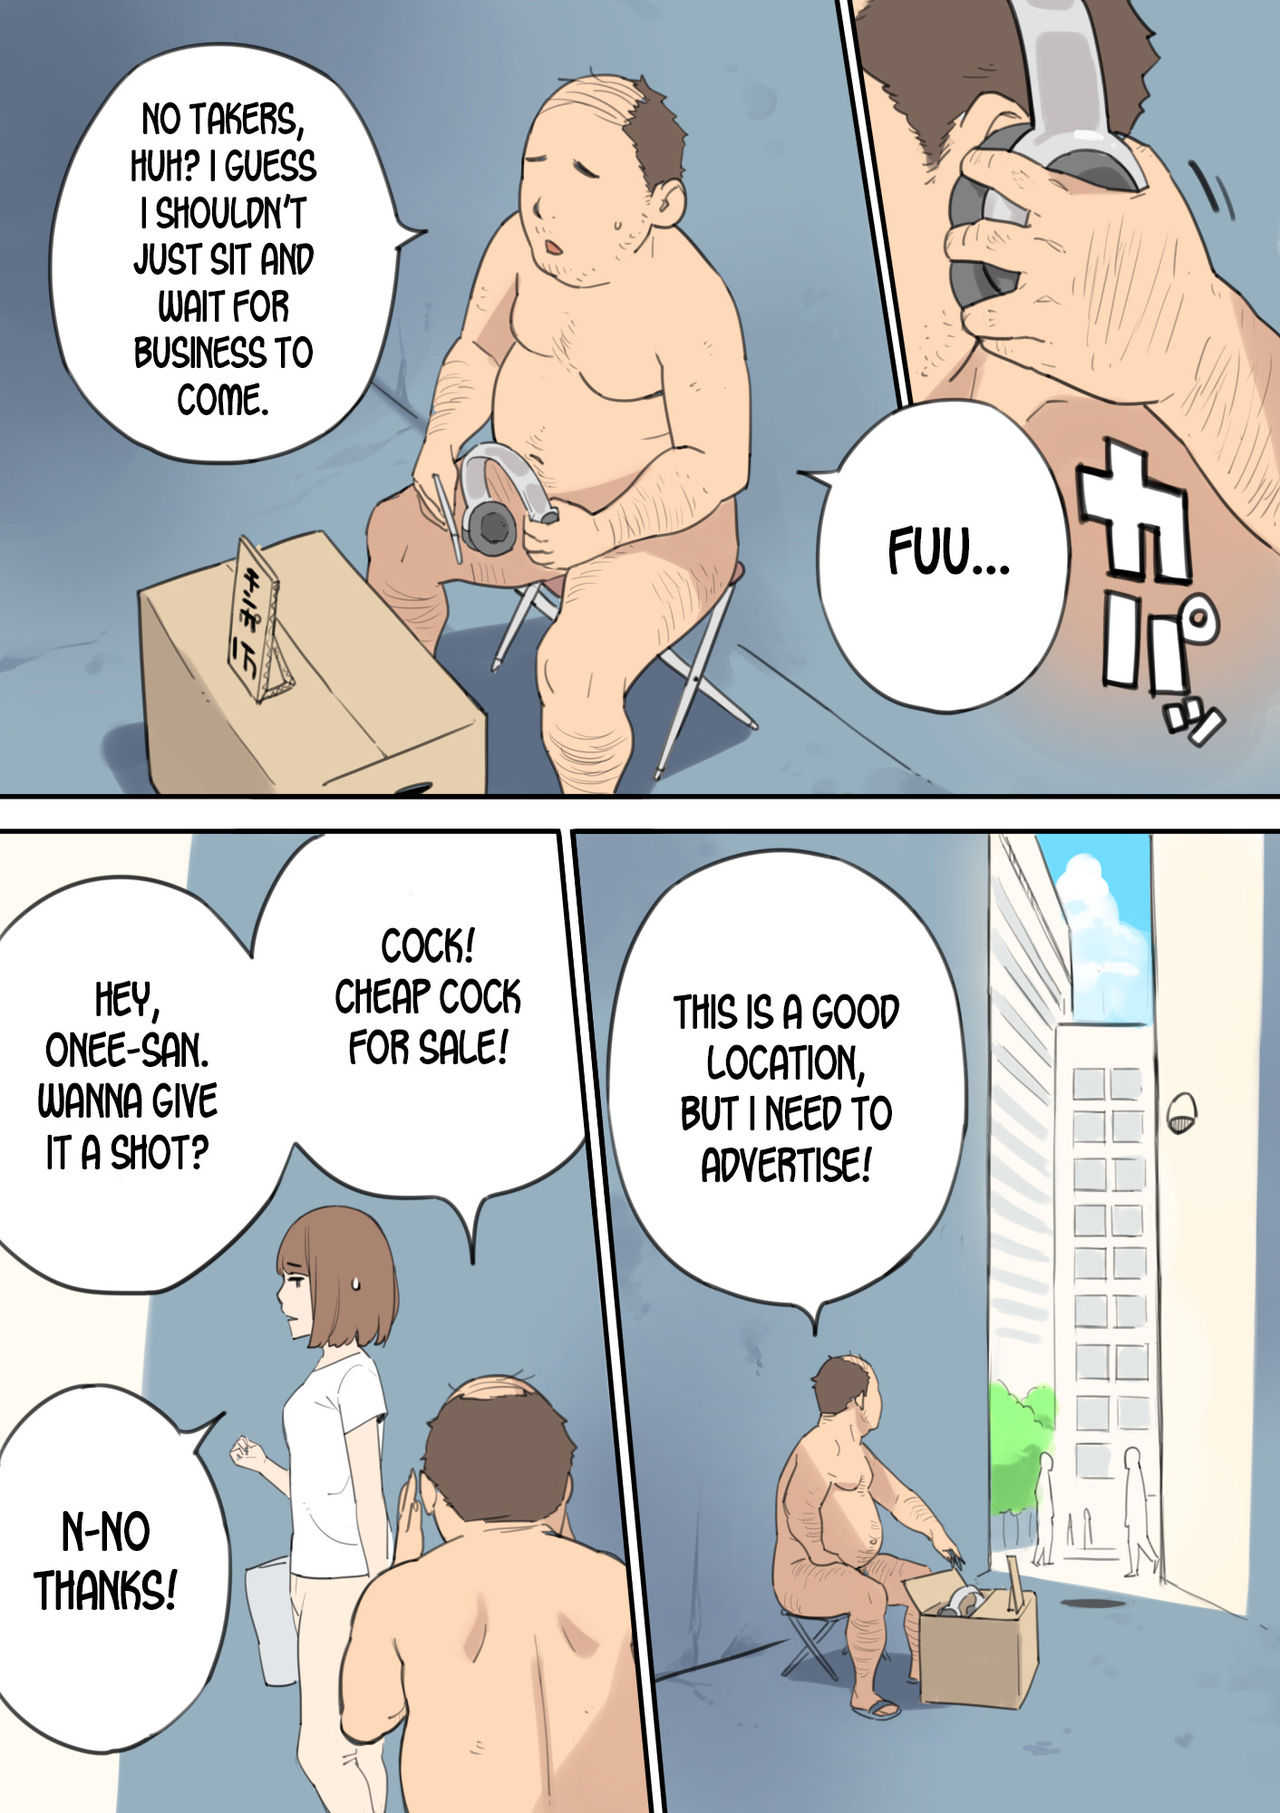 FUU...
カパッ
NO TAKERS,
HUH? I GUESS
I SHOULDN'T
JUST SIT AND
WAIT FOR
BUSINESS TO
COME.
THIS IS A GOOD
LOCATION,
BUT I NEED TO
ADVERTISE!
COCK!
CHEAP COCK
FOR SALE!
HEY,
ONEE-SAN.
WANNA GIVE
IT A SHOT?
N-NO
THANKS!